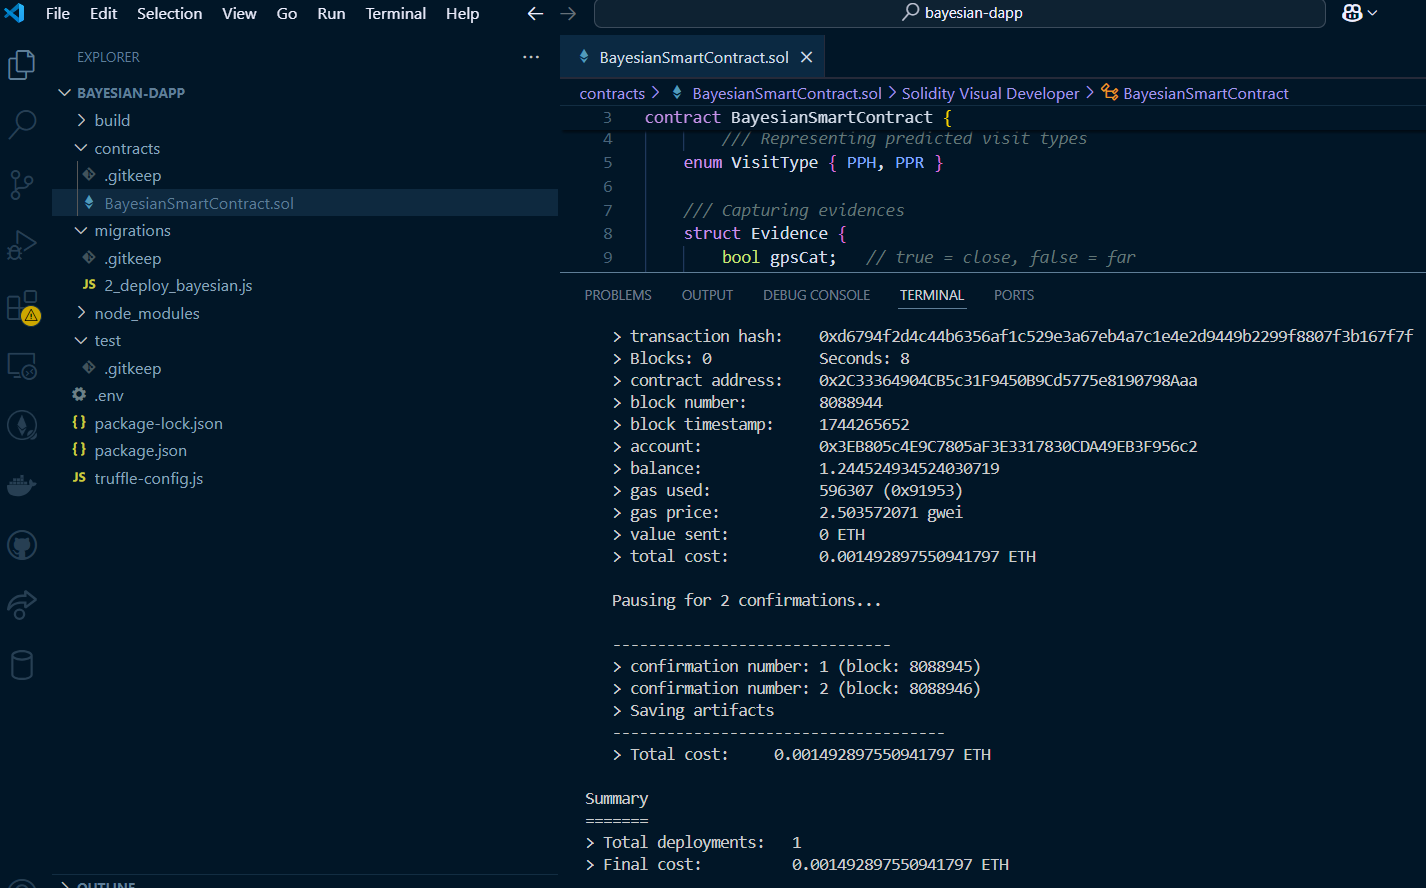 File Edit Selection View Go Run Terminal Help
bayesian-dapp
EXPLORER
BAYESIAN-DAPP
build
contracts
.gitkeep
BayesianSmartContract.sol
migrations
.gitkeep
JS 2_deploy_bayesian.js
node_modules
test
.gitkeep
.env
{} package-lock.json
{} package.json
JS truffle-config.js
OUTLINE
BayesianSmartContract.sol
contracts > BayesianSmartContract.sol > Solidity Visual Developer > BayesianSmartContract
3 contract BayesianSmartContract {
4 /// Representing predicted visit types
5 enum VisitType { PPH, PPR }
6
7 /// Capturing evidences
8 struct Evidence {
9 bool gpsCat; // true = close, false = far
PROBLEMS OUTPUT DEBUG CONSOLE TERMINAL PORTS
> transaction hash: 0xd6794f2d4c44b6356af1c529e3a67eb4a7c1e4e2d9449b2299f8807f3b167f7f
> Blocks: 0 Seconds: 8
> contract address: 0x2C33364904CB5c31F9450B9Cd5775e8190798Aaa
> block number: 8088944
> block timestamp: 1744265652
> account: 0x3EB805c4E9C7805aF3E3317830CDA49EB3F956c2
> balance: 1.244524934524030719
> gas used: 596307 (0x91953)
> gas price: 2.503572071 gwei
> value sent: 0 ETH
> total cost: 0.001492897550941797 ETH
Pausing for 2 confirmations...
-------------------------------
> confirmation number: 1 (block: 8088945)
> confirmation number: 2 (block: 8088946)
> Saving artifacts
-------------------------------------
> Total cost: 0.001492897550941797 ETH
Summary
=======
> Total deployments: 1
> Final cost: 0.001492897550941797 ETH